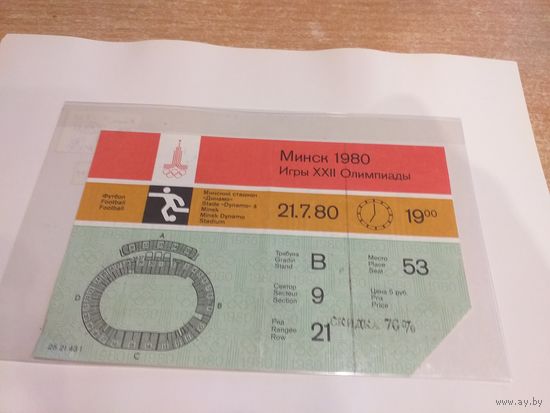 Минск 1980
Игры XXII Олимпиады
Футбол
Football
Football
Минский стадион
«Динамо»
Stade «Dynamo» à
Minsk
Minsk Dynamo
Stadium
21.7.80
19⁰⁰
A
B
C
D
Трибуна
Gradin
Stand
B
Место
Place
Seat
53
Сектор
Secteur
Section
9
Цена 5 руб.
Prix
Price
Ряд
Rangée
Row
21
СКИДКА 70%
www.ay.by